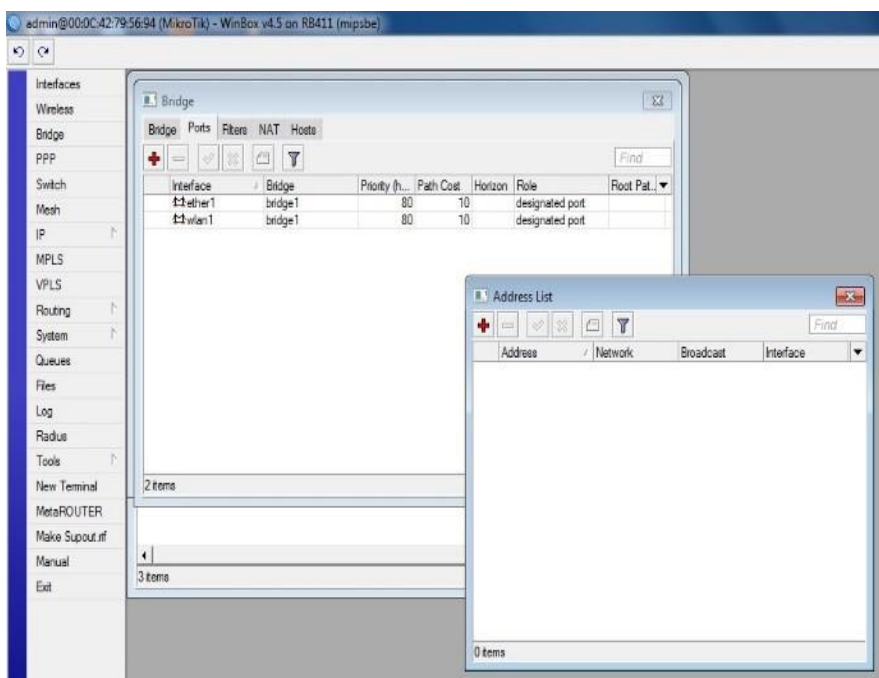 admin@00:0C:42:79:56:94 (MikroTik) - WinBox v4.5 on RB411 (mipsbe)
Interfaces
Wireless
Bridge
PPP
Switch
Mesh
IP
MPLS
VPLS
Routing
System
Queues
Files
Log
Radius
Tools
New Terminal
MetaROUTER
Make Supout.rif
Manual
Exit
Bridge
Bridge Ports Filters NAT Hosts
Find
Interface Bridge Priority (h... Path Cost Horizon Role Root Pat...
ether1 bridge1 80 10 designated port
wlan1 bridge1 80 10 designated port
2 items
3 items
Address List
Find
Address Network Broadcast Interface
0 items